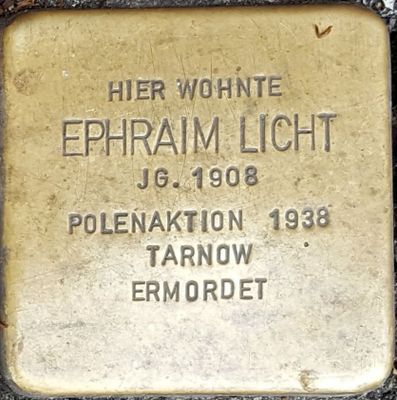 HIER WOHNTE
EPHRAIM LICHT
JG. 1908
POLENAKTION 1938
TARNOW
ERMORDET